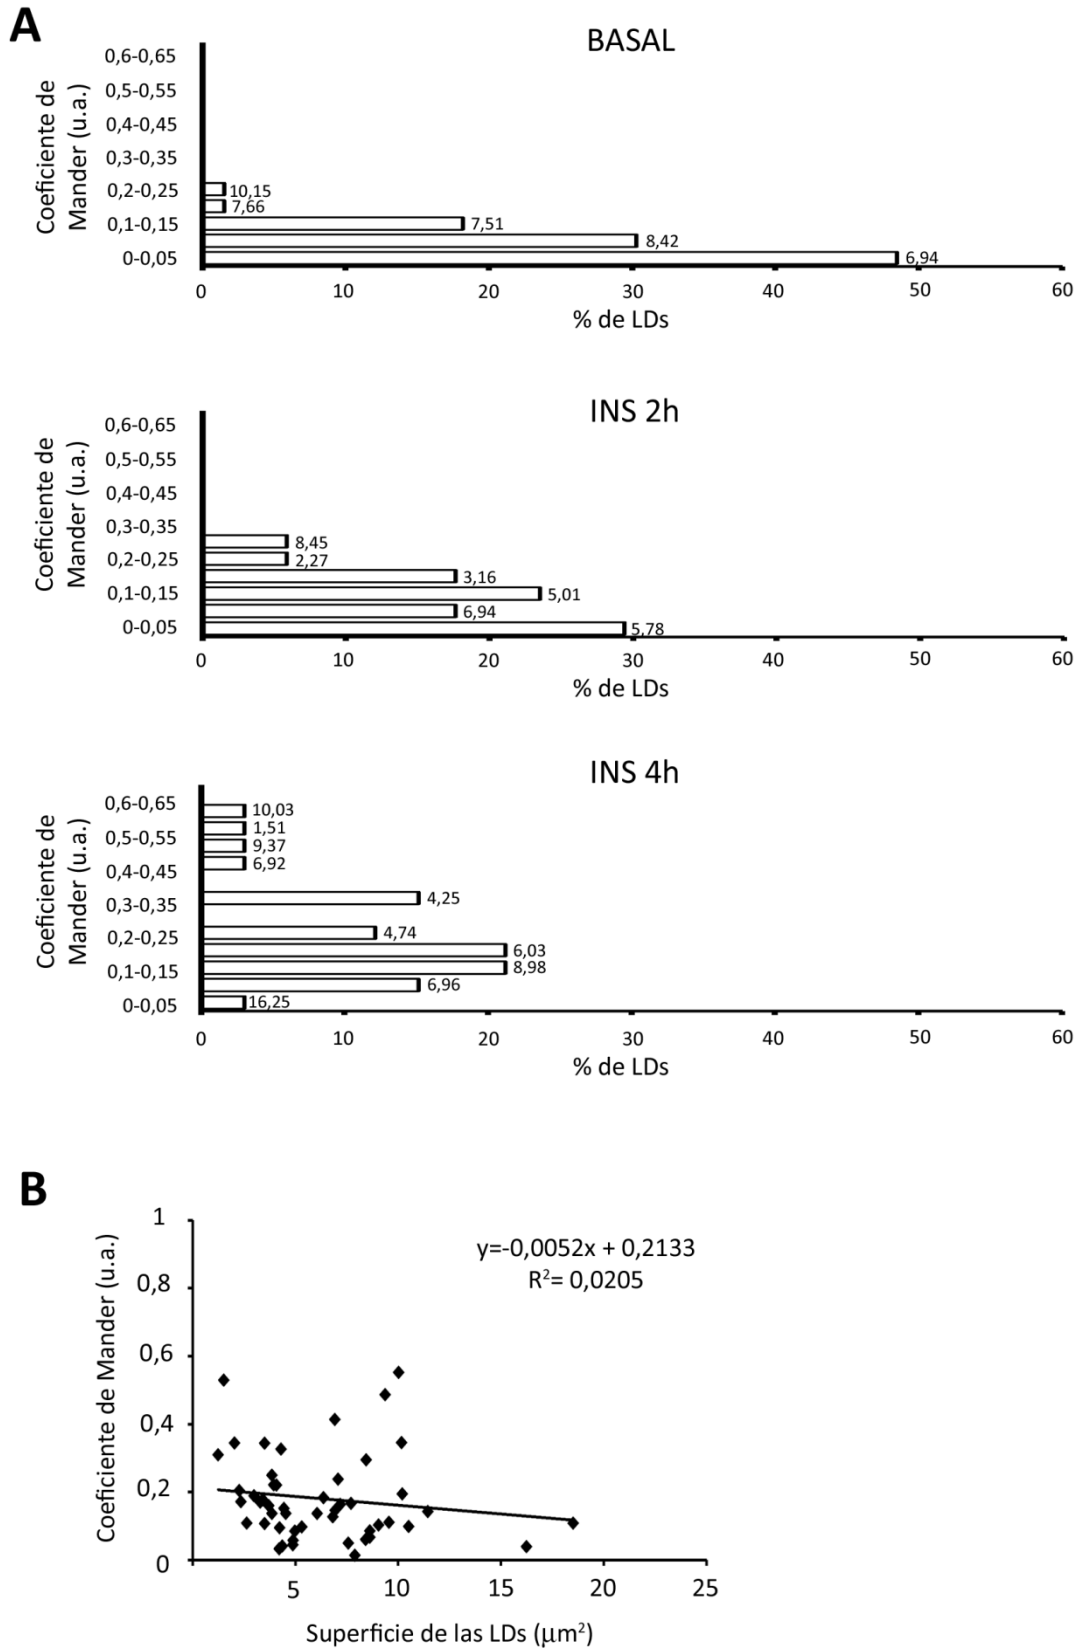 A
BASAL
Coeficiente de
Mander (u.a.)
0,6-0,65
0,5-0,55
0,4-0,45
0,3-0,35
0,2-0,25
0,1-0,15
0-0,05
10,15
7,66
7,51
8,42
6,94
0 10 20 30 40 50 60
% de LDs
INS 2h
Coeficiente de
Mander (u.a.)
0,6-0,65
0,5-0,55
0,4-0,45
0,3-0,35
0,2-0,25
0,1-0,15
0-0,05
8,45
2,27
3,16
5,01
6,94
5,78
0 10 20 30 40 50 60
% de LDs
INS 4h
Coeficiente de
Mander (u.a.)
0,6-0,65
0,5-0,55
0,4-0,45
0,3-0,35
0,2-0,25
0,1-0,15
0-0,05
10,03
1,51
9,37
6,92
4,25
4,74
6,03
8,98
6,96
16,25
0 10 20 30 40 50 60
% de LDs
B
Coeficiente de Mander (u.a.)
1
0,8
0,6
0,4
0,2
0
y=-0,0052x + 0,2133
R²= 0,0205
5 10 15 20 25
Superficie de las LDs (µm²)